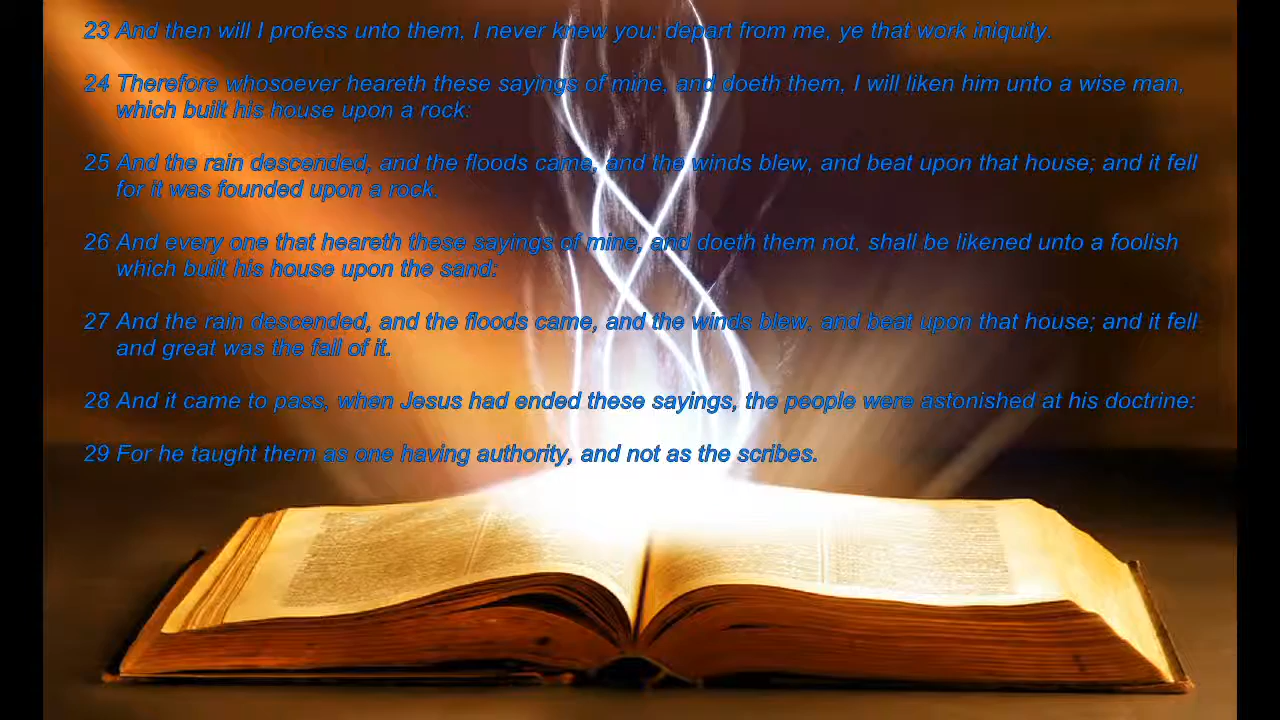 23 And then will I profess unto them, I never knew you: depart from me, ye that work iniquity.
24 Therefore whosoever heareth these sayings of mine, and doeth them, I will liken him unto a wise man,
which built his house upon a rock:
25 And the rain descended, and the floods came, and the winds blew, and beat upon that house; and it fell
for it was founded upon a rock.
26 And every one that heareth these sayings of mine, and doeth them not, shall be likened unto a foolish
which built his house upon the sand:
27 And the rain descended, and the floods came, and the winds blew, and beat upon that house; and it fell
and great was the fall of it.
28 And it came to pass, when Jesus had ended these sayings, the people were astonished at his doctrine:
29 For he taught them as one having authority, and not as the scribes.